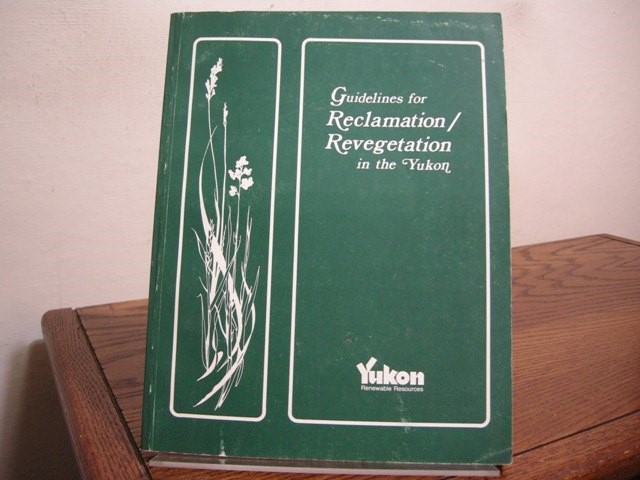 Guidelines for
Reclamation/
Revegetation
in the Yukon
Yukon
Renewable Resources